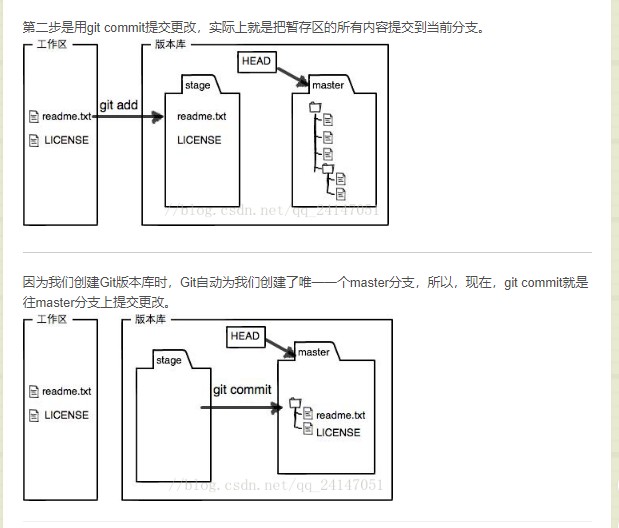 第二步是用git commit提交更改，实际上就是把暂存区的所有内容提交到当前分支。
工作区
版本库
HEAD
stage
master
git add
readme.txt
readme.txt
LICENSE
LICENSE
//blog.csdn.net/qq_24147051
因为我们创建Git版本库时，Git自动为我们创建了唯一一个master分支，所以，现在，git commit就是
往master分支上提交更改。
工作区
版本库
HEAD
stage
master
git commit
readme.txt
LICENSE
readme.txt
LICENSE
//blog.csdn.net/qq_24147051